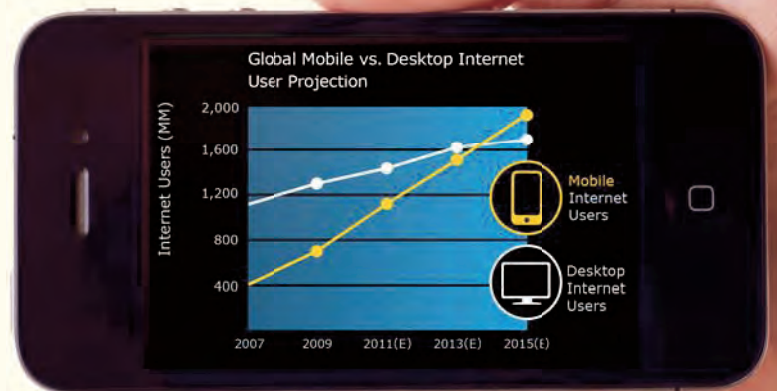 Global Mobile vs. Desktop Internet
User Projection
Internet Users (MM)
2,000
1,600
1,200
800
400
2007
2009
2011(E)
2013(E)
2015(E)
Mobile
Internet
Users
Desktop
Internet
Users